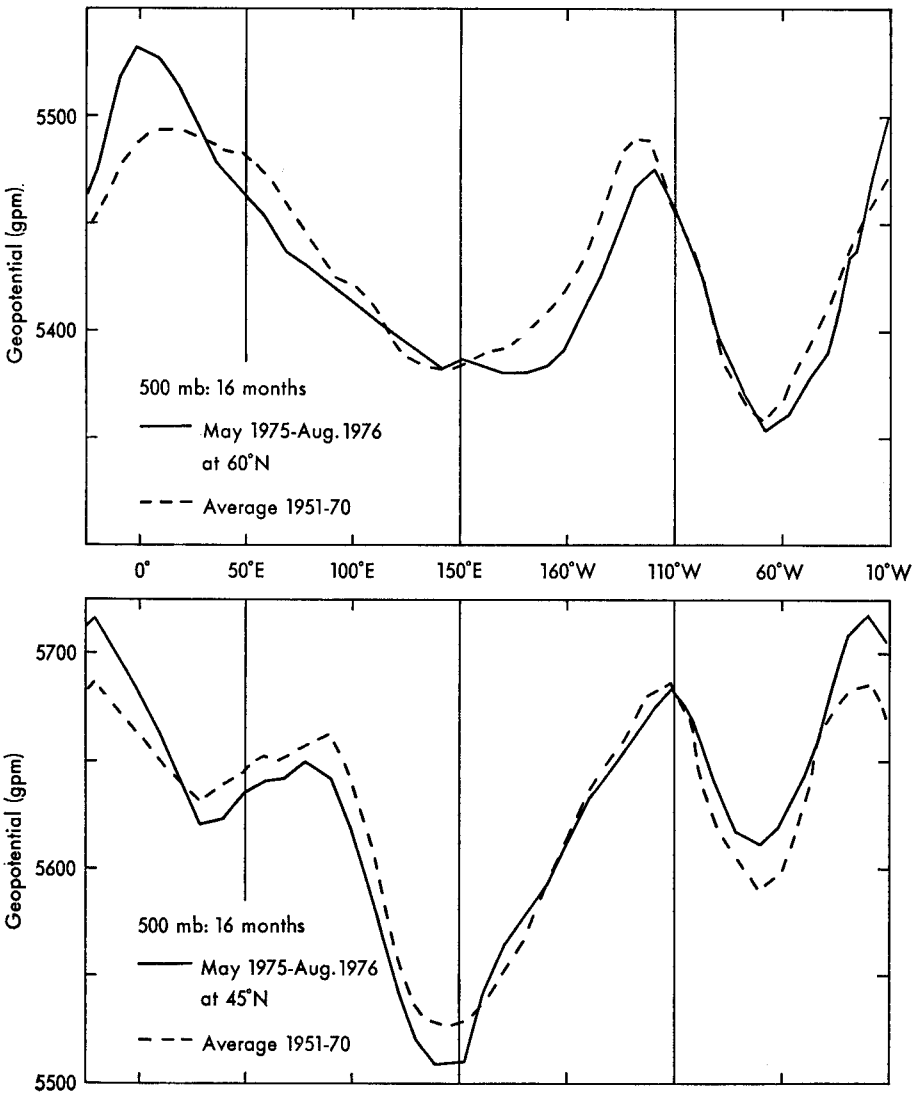 Geopotential (gpm).
5500
5400
500 mb: 16 months
May 1975-Aug. 1976
at 60°N
Average 1951-70
0° 50°E 100°E 150°E 160°W 110°W 60°W 10°W
Geopotential (gpm)
5700
5600
5500
500 mb: 16 months
May 1975-Aug. 1976
at 45°N
Average 1951-70